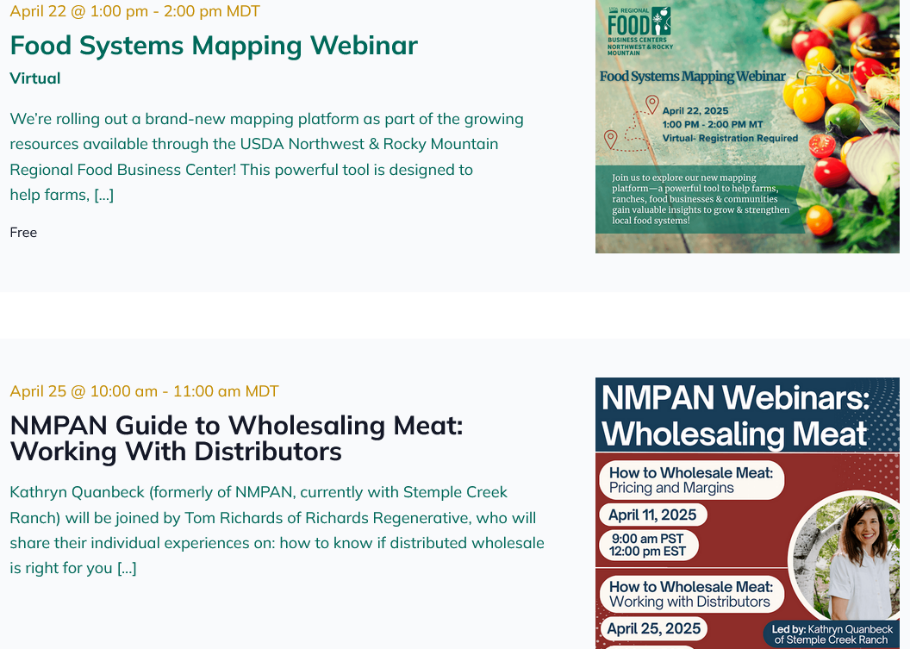 April 22 @ 1:00 pm - 2:00 pm MDT
Food Systems Mapping Webinar
Virtual
We're rolling out a brand-new mapping platform as part of the growing
resources available through the USDA Northwest & Rocky Mountain
Regional Food Business Center! This powerful tool is designed to
help farms, [...]
Free
USDA REGIONAL
FOOD
BUSINESS CENTERS
NORTHWEST & ROCKY
MOUNTAIN
Food Systems Mapping Webinar
April 22, 2025
1:00 PM - 2:00 PM MT
Virtual- Registration Required
Join us to explore our new mapping
platform—a powerful tool to help farms,
ranches, food businesses & communities
gain valuable insights to grow & strengthen
local food systems!
April 25 @ 10:00 am - 11:00 am MDT
NMPAN Guide to Wholesaling Meat:
Working With Distributors
Kathryn Quanbeck (formerly of NMPAN, currently with Stemple Creek
Ranch) will be joined by Tom Richards of Richards Regenerative, who will
share their individual experiences on: how to know if distributed wholesale
is right for you [...]
NMPAN Webinars:
Wholesaling Meat
How to Wholesale Meat:
Pricing and Margins
April 11, 2025
9:00 am PST
12:00 pm EST
How to Wholesale Meat:
Working with Distributors
April 25, 2025
Led by: Kathryn Quanbeck
of Stemple Creek Ranch